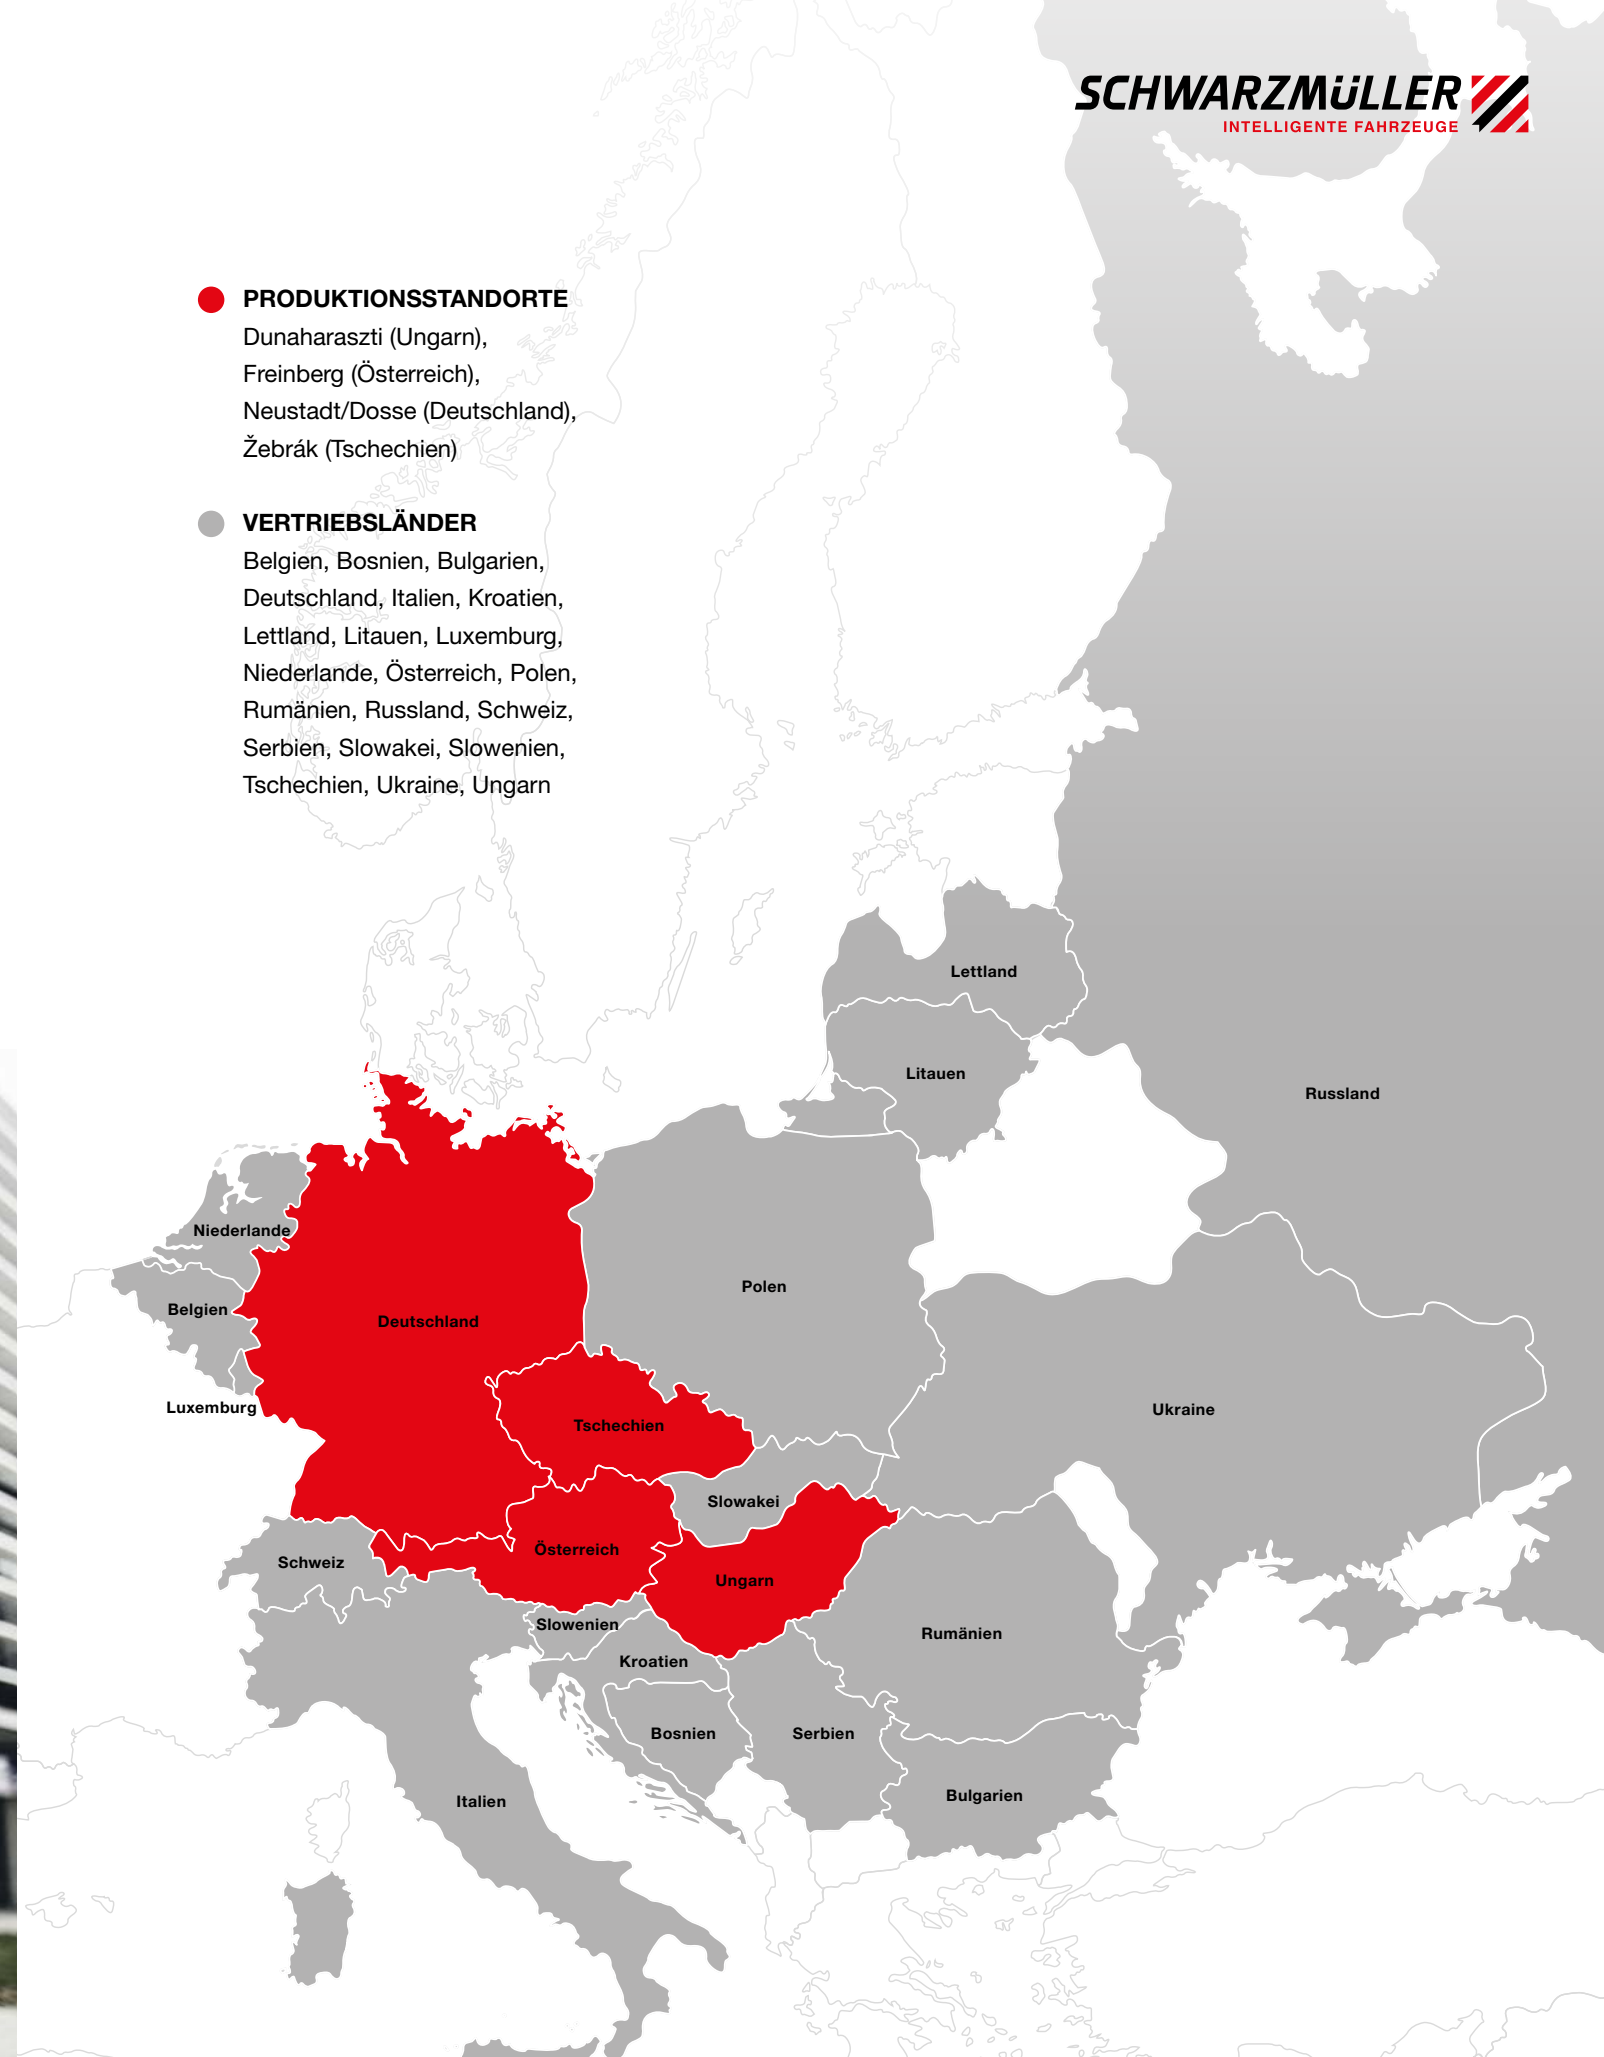 SCHWARZMÜLLER
INTELLIGENTE FAHRZEUGE
PRODUKTIONSSTANDORTE
Dunaharaszti (Ungarn),
Freinberg (Österreich),
Neustadt/Dosse (Deutschland),
Žebrák (Tschechien)
VERTRIEBSLÄNDER
Belgien, Bosnien, Bulgarien,
Deutschland, Italien, Kroatien,
Lettland, Litauen, Luxemburg,
Niederlande, Österreich, Polen,
Rumänien, Russland, Schweiz,
Serbien, Slowakei, Slowenien,
Tschechien, Ukraine, Ungarn
Lettland
Litauen
Russland
Niederlande
Polen
Belgien
Deutschland
Luxemburg
Ukraine
Tschechien
Slowakei
Österreich
Schweiz
Ungarn
Slowenien
Rumänien
Kroatien
Bosnien
Serbien
Bulgarien
Italien